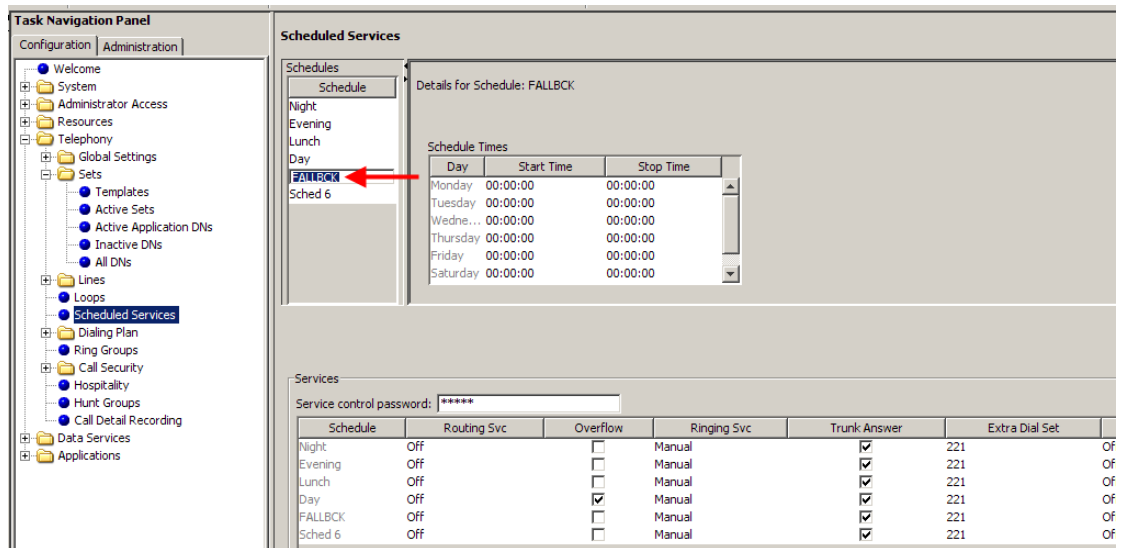 Task Navigation Panel
Configuration Administration
Welcome
System
Administrator Access
Resources
Telephony
Global Settings
Sets
Templates
Active Sets
Active Application DNs
Inactive DNs
All DNs
Lines
Loops
Scheduled Services
Dialing Plan
Ring Groups
Call Security
Hospitality
Hunt Groups
Call Detail Recording
Data Services
Applications
Scheduled Services
Schedules
Schedule
Night
Evening
Lunch
Day
FALLBCK
Sched 6
Details for Schedule: FALLBCK
Schedule Times
Day Start Time Stop Time
Monday 00:00:00 00:00:00
Tuesday 00:00:00 00:00:00
Wedne... 00:00:00 00:00:00
Thursday 00:00:00 00:00:00
Friday 00:00:00 00:00:00
Saturday 00:00:00 00:00:00
Services
Service control password: *****
Schedule Routing Svc Overflow Ringing Svc Trunk Answer Extra Dial Set
Night Off Manual 221 Of
Evening Off Manual 221 Of
Lunch Off Manual 221 Of
Day Off Manual 221 Of
FALLBCK Off Manual 221 Of
Sched 6 Off Manual 221 Of